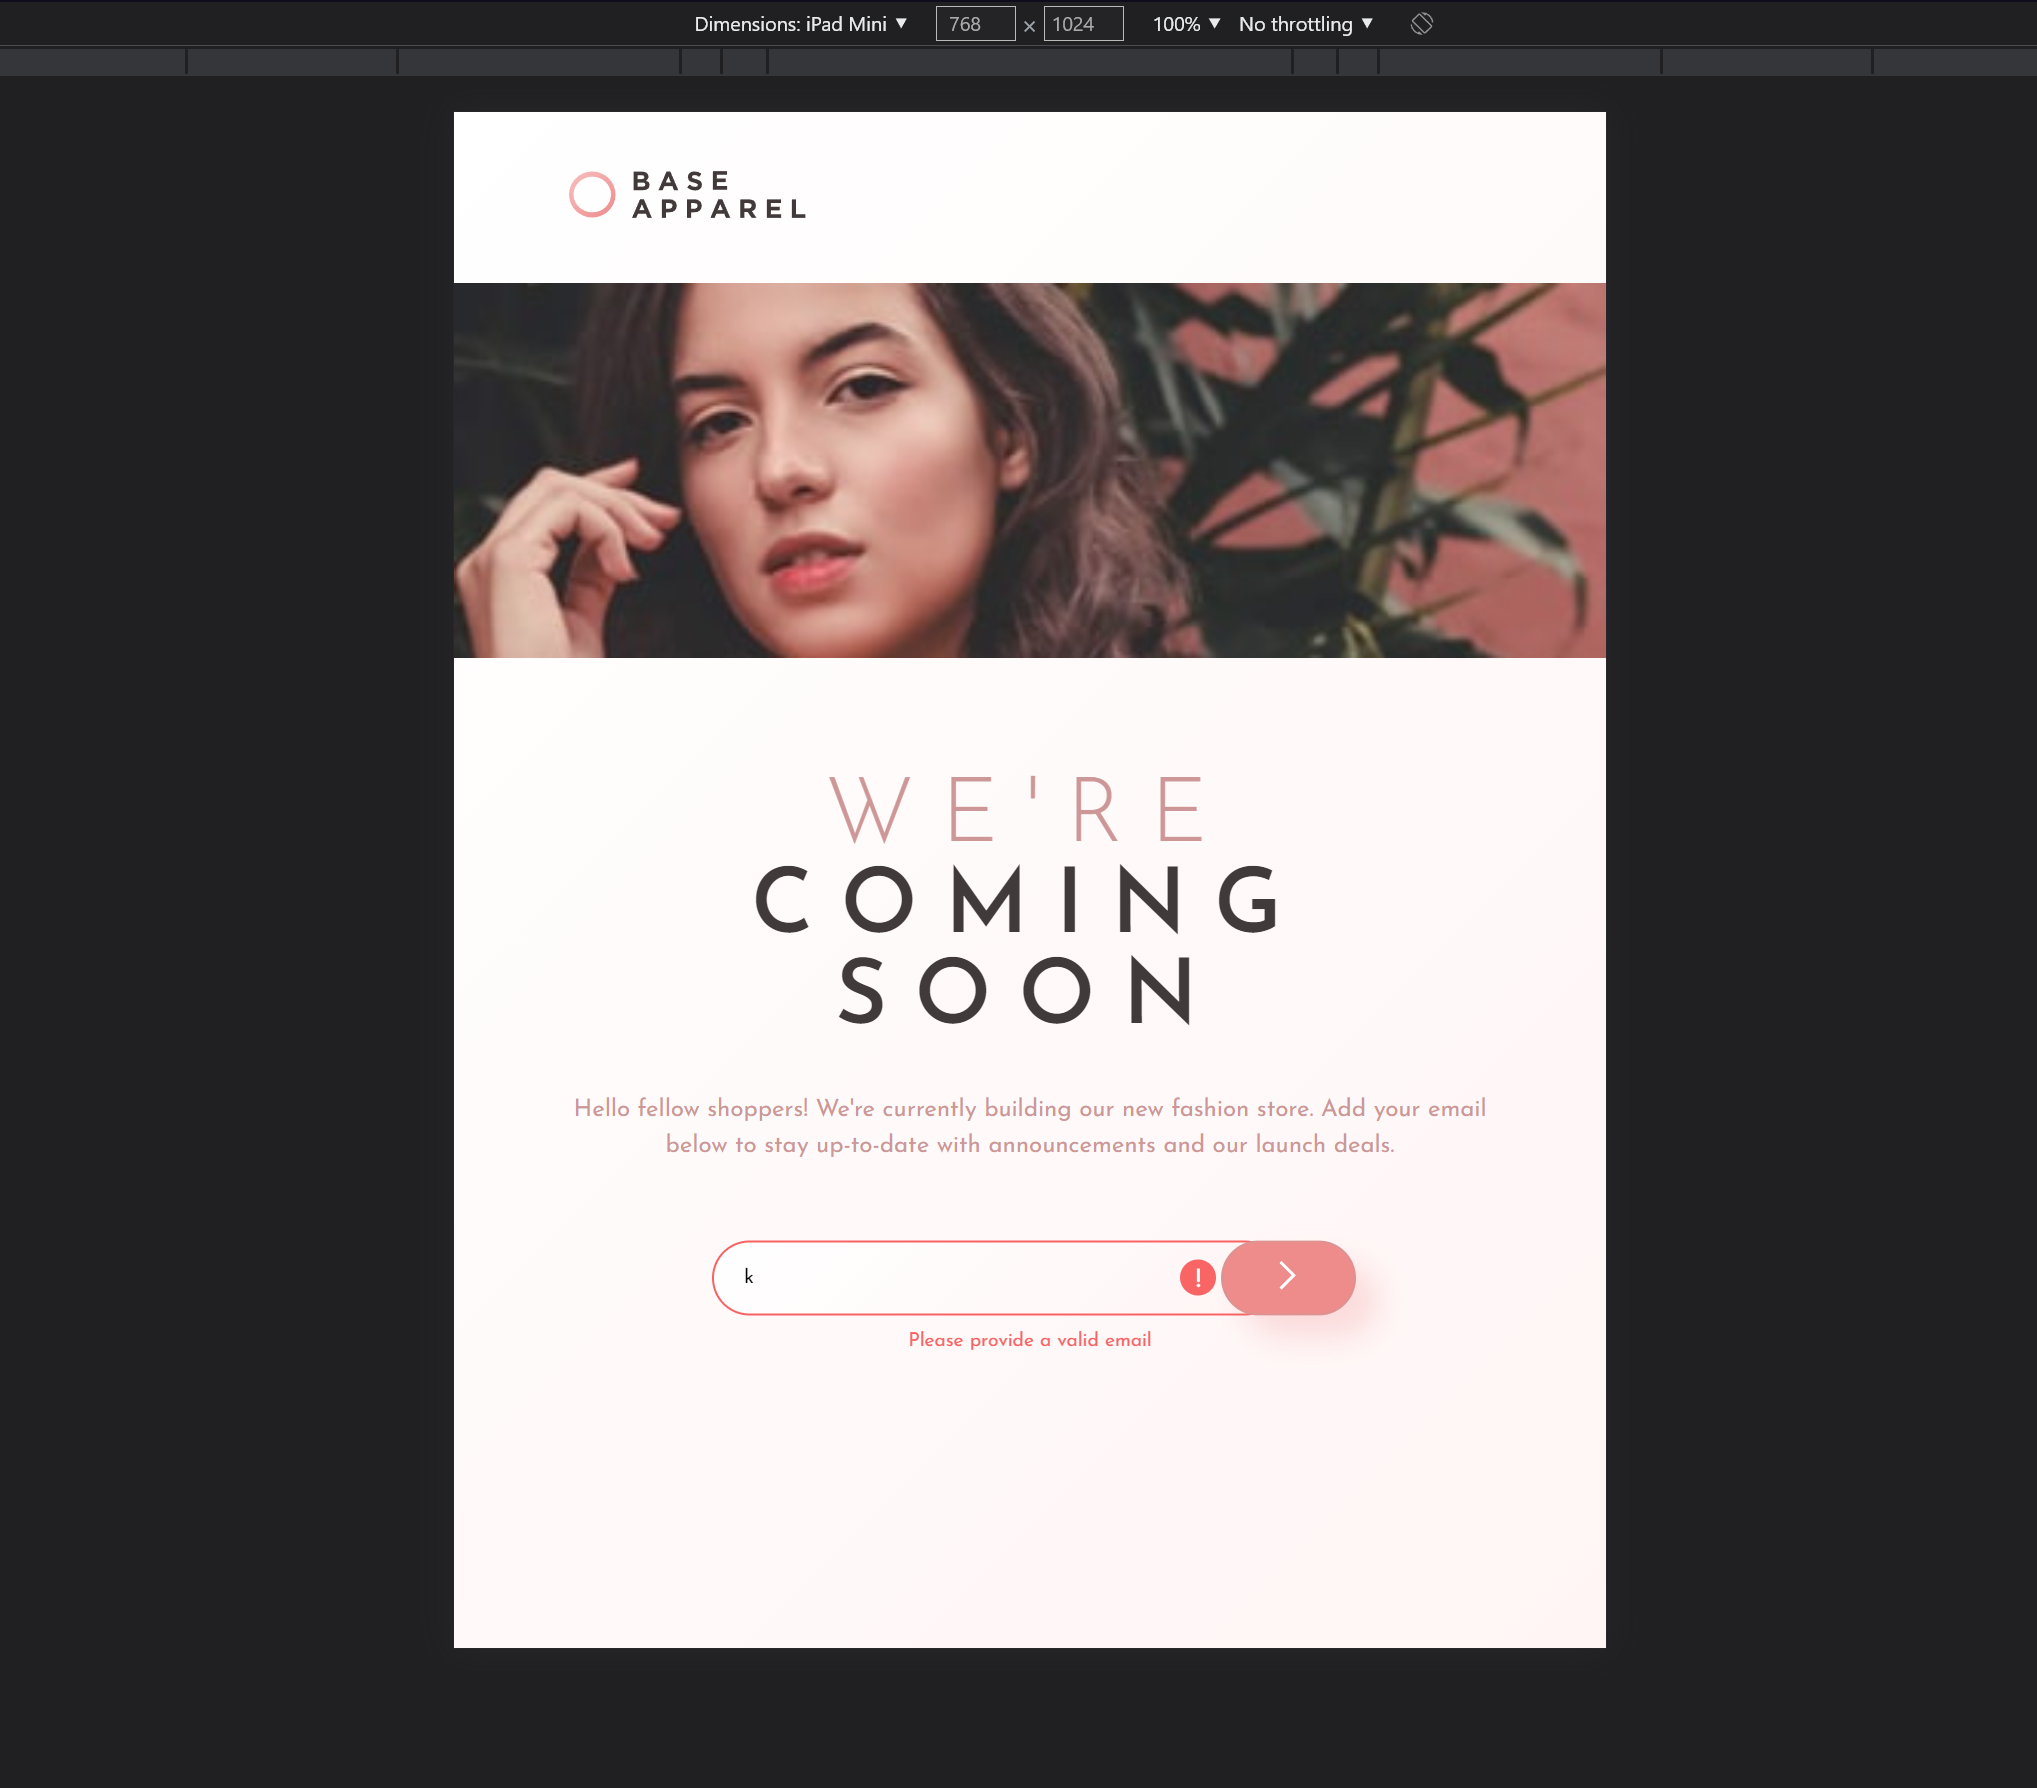 Dimensions: iPad Mini ▼ 768 × 1024 100% ▼ No throttling ▼
BASE
APPAREL
WE'RE
COMING
SOON
Hello fellow shoppers! We're currently building our new fashion store. Add your email
below to stay up-to-date with announcements and our launch deals.
k
!
Please provide a valid email